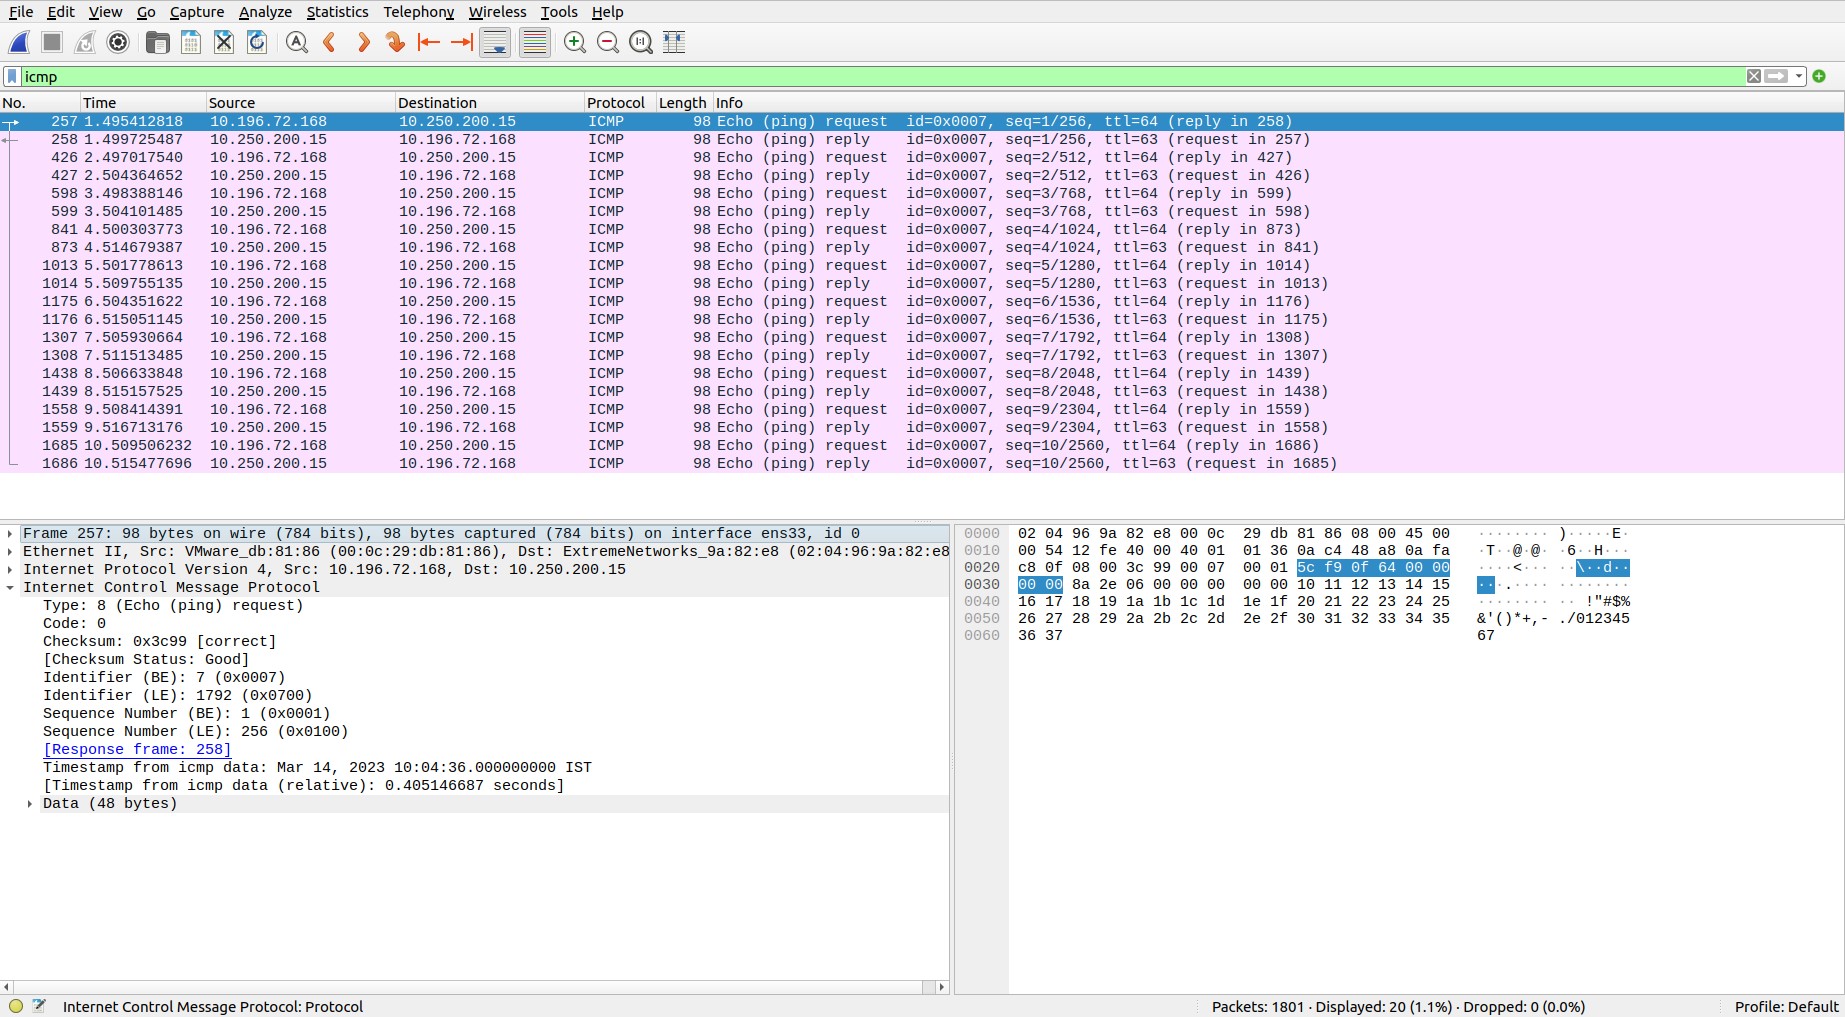 File Edit View Go Capture Analyze Statistics Telephony Wireless Tools Help
icmp
No. Time Source Destination Protocol Length Info
257 1.495412818 10.196.72.168 10.250.200.15 ICMP 98 Echo (ping) request id=0x0007, seq=1/256, ttl=64 (reply in 258)
258 1.499725487 10.250.200.15 10.196.72.168 ICMP 98 Echo (ping) reply id=0x0007, seq=1/256, ttl=63 (request in 257)
426 2.497017540 10.196.72.168 10.250.200.15 ICMP 98 Echo (ping) request id=0x0007, seq=2/512, ttl=64 (reply in 427)
427 2.504364652 10.250.200.15 10.196.72.168 ICMP 98 Echo (ping) reply id=0x0007, seq=2/512, ttl=63 (request in 426)
598 3.498388146 10.196.72.168 10.250.200.15 ICMP 98 Echo (ping) request id=0x0007, seq=3/768, ttl=64 (reply in 599)
599 3.504101485 10.250.200.15 10.196.72.168 ICMP 98 Echo (ping) reply id=0x0007, seq=3/768, ttl=63 (request in 598)
841 4.500303773 10.196.72.168 10.250.200.15 ICMP 98 Echo (ping) request id=0x0007, seq=4/1024, ttl=64 (reply in 873)
873 4.514679387 10.250.200.15 10.196.72.168 ICMP 98 Echo (ping) reply id=0x0007, seq=4/1024, ttl=63 (request in 841)
1013 5.501778613 10.196.72.168 10.250.200.15 ICMP 98 Echo (ping) request id=0x0007, seq=5/1280, ttl=64 (reply in 1014)
1014 5.509755135 10.250.200.15 10.196.72.168 ICMP 98 Echo (ping) reply id=0x0007, seq=5/1280, ttl=63 (request in 1013)
1175 6.504351622 10.196.72.168 10.250.200.15 ICMP 98 Echo (ping) request id=0x0007, seq=6/1536, ttl=64 (reply in 1176)
1176 6.515051145 10.250.200.15 10.196.72.168 ICMP 98 Echo (ping) reply id=0x0007, seq=6/1536, ttl=63 (request in 1175)
1307 7.505930664 10.196.72.168 10.250.200.15 ICMP 98 Echo (ping) request id=0x0007, seq=7/1792, ttl=64 (reply in 1308)
1308 7.511513485 10.250.200.15 10.196.72.168 ICMP 98 Echo (ping) reply id=0x0007, seq=7/1792, ttl=63 (request in 1307)
1438 8.506633848 10.196.72.168 10.250.200.15 ICMP 98 Echo (ping) request id=0x0007, seq=8/2048, ttl=64 (reply in 1439)
1439 8.515157525 10.250.200.15 10.196.72.168 ICMP 98 Echo (ping) reply id=0x0007, seq=8/2048, ttl=63 (request in 1438)
1558 9.508414391 10.196.72.168 10.250.200.15 ICMP 98 Echo (ping) request id=0x0007, seq=9/2304, ttl=64 (reply in 1559)
1559 9.516713176 10.250.200.15 10.196.72.168 ICMP 98 Echo (ping) reply id=0x0007, seq=9/2304, ttl=63 (request in 1558)
1685 10.509506232 10.196.72.168 10.250.200.15 ICMP 98 Echo (ping) request id=0x0007, seq=10/2560, ttl=64 (reply in 1686)
1686 10.515477696 10.250.200.15 10.196.72.168 ICMP 98 Echo (ping) reply id=0x0007, seq=10/2560, ttl=63 (request in 1685)
Frame 257: 98 bytes on wire (784 bits), 98 bytes captured (784 bits) on interface ens33, id 0
Ethernet II, Src: VMware_db:81:86 (00:0c:29:db:81:86), Dst: ExtremeNetworks_9a:82:e8 (02:04:96:9a:82:e8
Internet Protocol Version 4, Src: 10.196.72.168, Dst: 10.250.200.15
Internet Control Message Protocol
Type: 8 (Echo (ping) request)
Code: 0
Checksum: 0x3c99 [correct]
[Checksum Status: Good]
Identifier (BE): 7 (0x0007)
Identifier (LE): 1792 (0x0700)
Sequence Number (BE): 1 (0x0001)
Sequence Number (LE): 256 (0x0100)
[Response frame: 258]
Timestamp from icmp data: Mar 14, 2023 10:04:36.000000000 IST
[Timestamp from icmp data (relative): 0.405146687 seconds]
Data (48 bytes)
0000 02 04 96 9a 82 e8 00 0c 29 db 81 86 08 00 45 00 ········ )·····E·
0010 00 54 12 fe 40 00 40 01 01 36 0a c4 48 a8 0a fa ·T··@·@· ·6··H···
0020 c8 0f 08 00 3c 99 00 07 00 01 5c f9 0f 64 00 00 ····<··· ··\··d··
0030 00 00 8a 2e 06 00 00 00 00 00 10 11 12 13 14 15 ···.···· ········
0040 16 17 18 19 1a 1b 1c 1d 1e 1f 20 21 22 23 24 25 ········ ·· !"#$%
0050 26 27 28 29 2a 2b 2c 2d 2e 2f 30 31 32 33 34 35 &'()*+,- ./012345
0060 36 37 67
Internet Control Message Protocol: Protocol
Packets: 1801 · Displayed: 20 (1.1%) · Dropped: 0 (0.0%)
Profile: Default